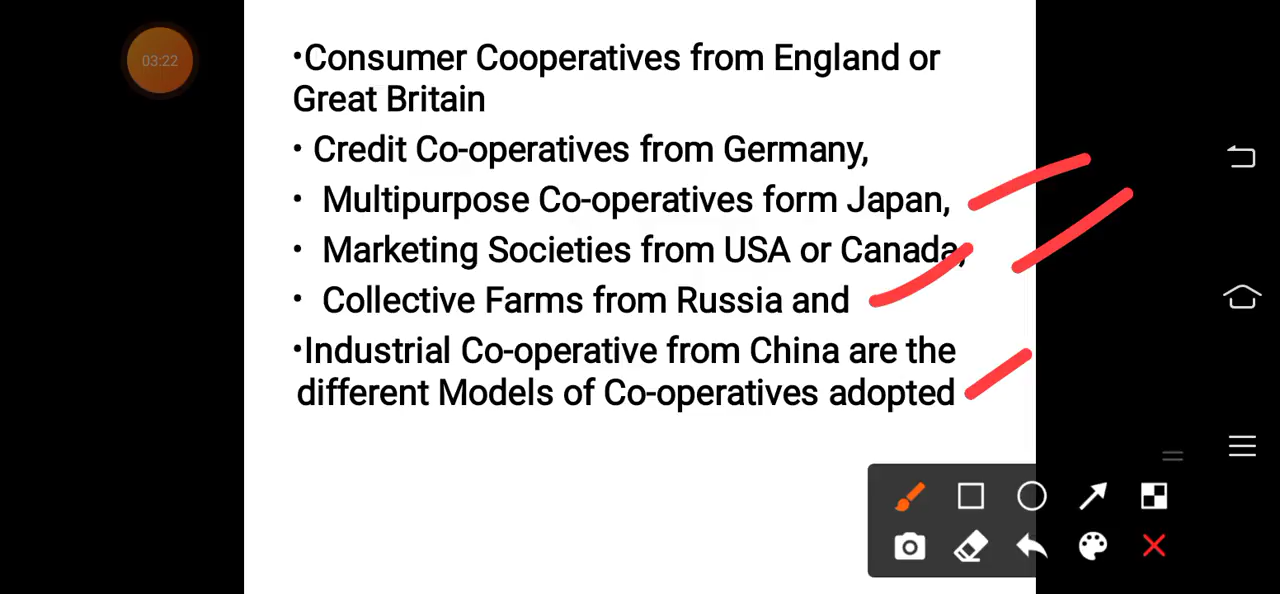 03:22
•Consumer Cooperatives from England or
Great Britain
• Credit Co-operatives from Germany,
• Multipurpose Co-operatives form Japan,
• Marketing Societies from USA or Canada,
• Collective Farms from Russia and
•Industrial Co-operative from China are the
different Models of Co-operatives adopted